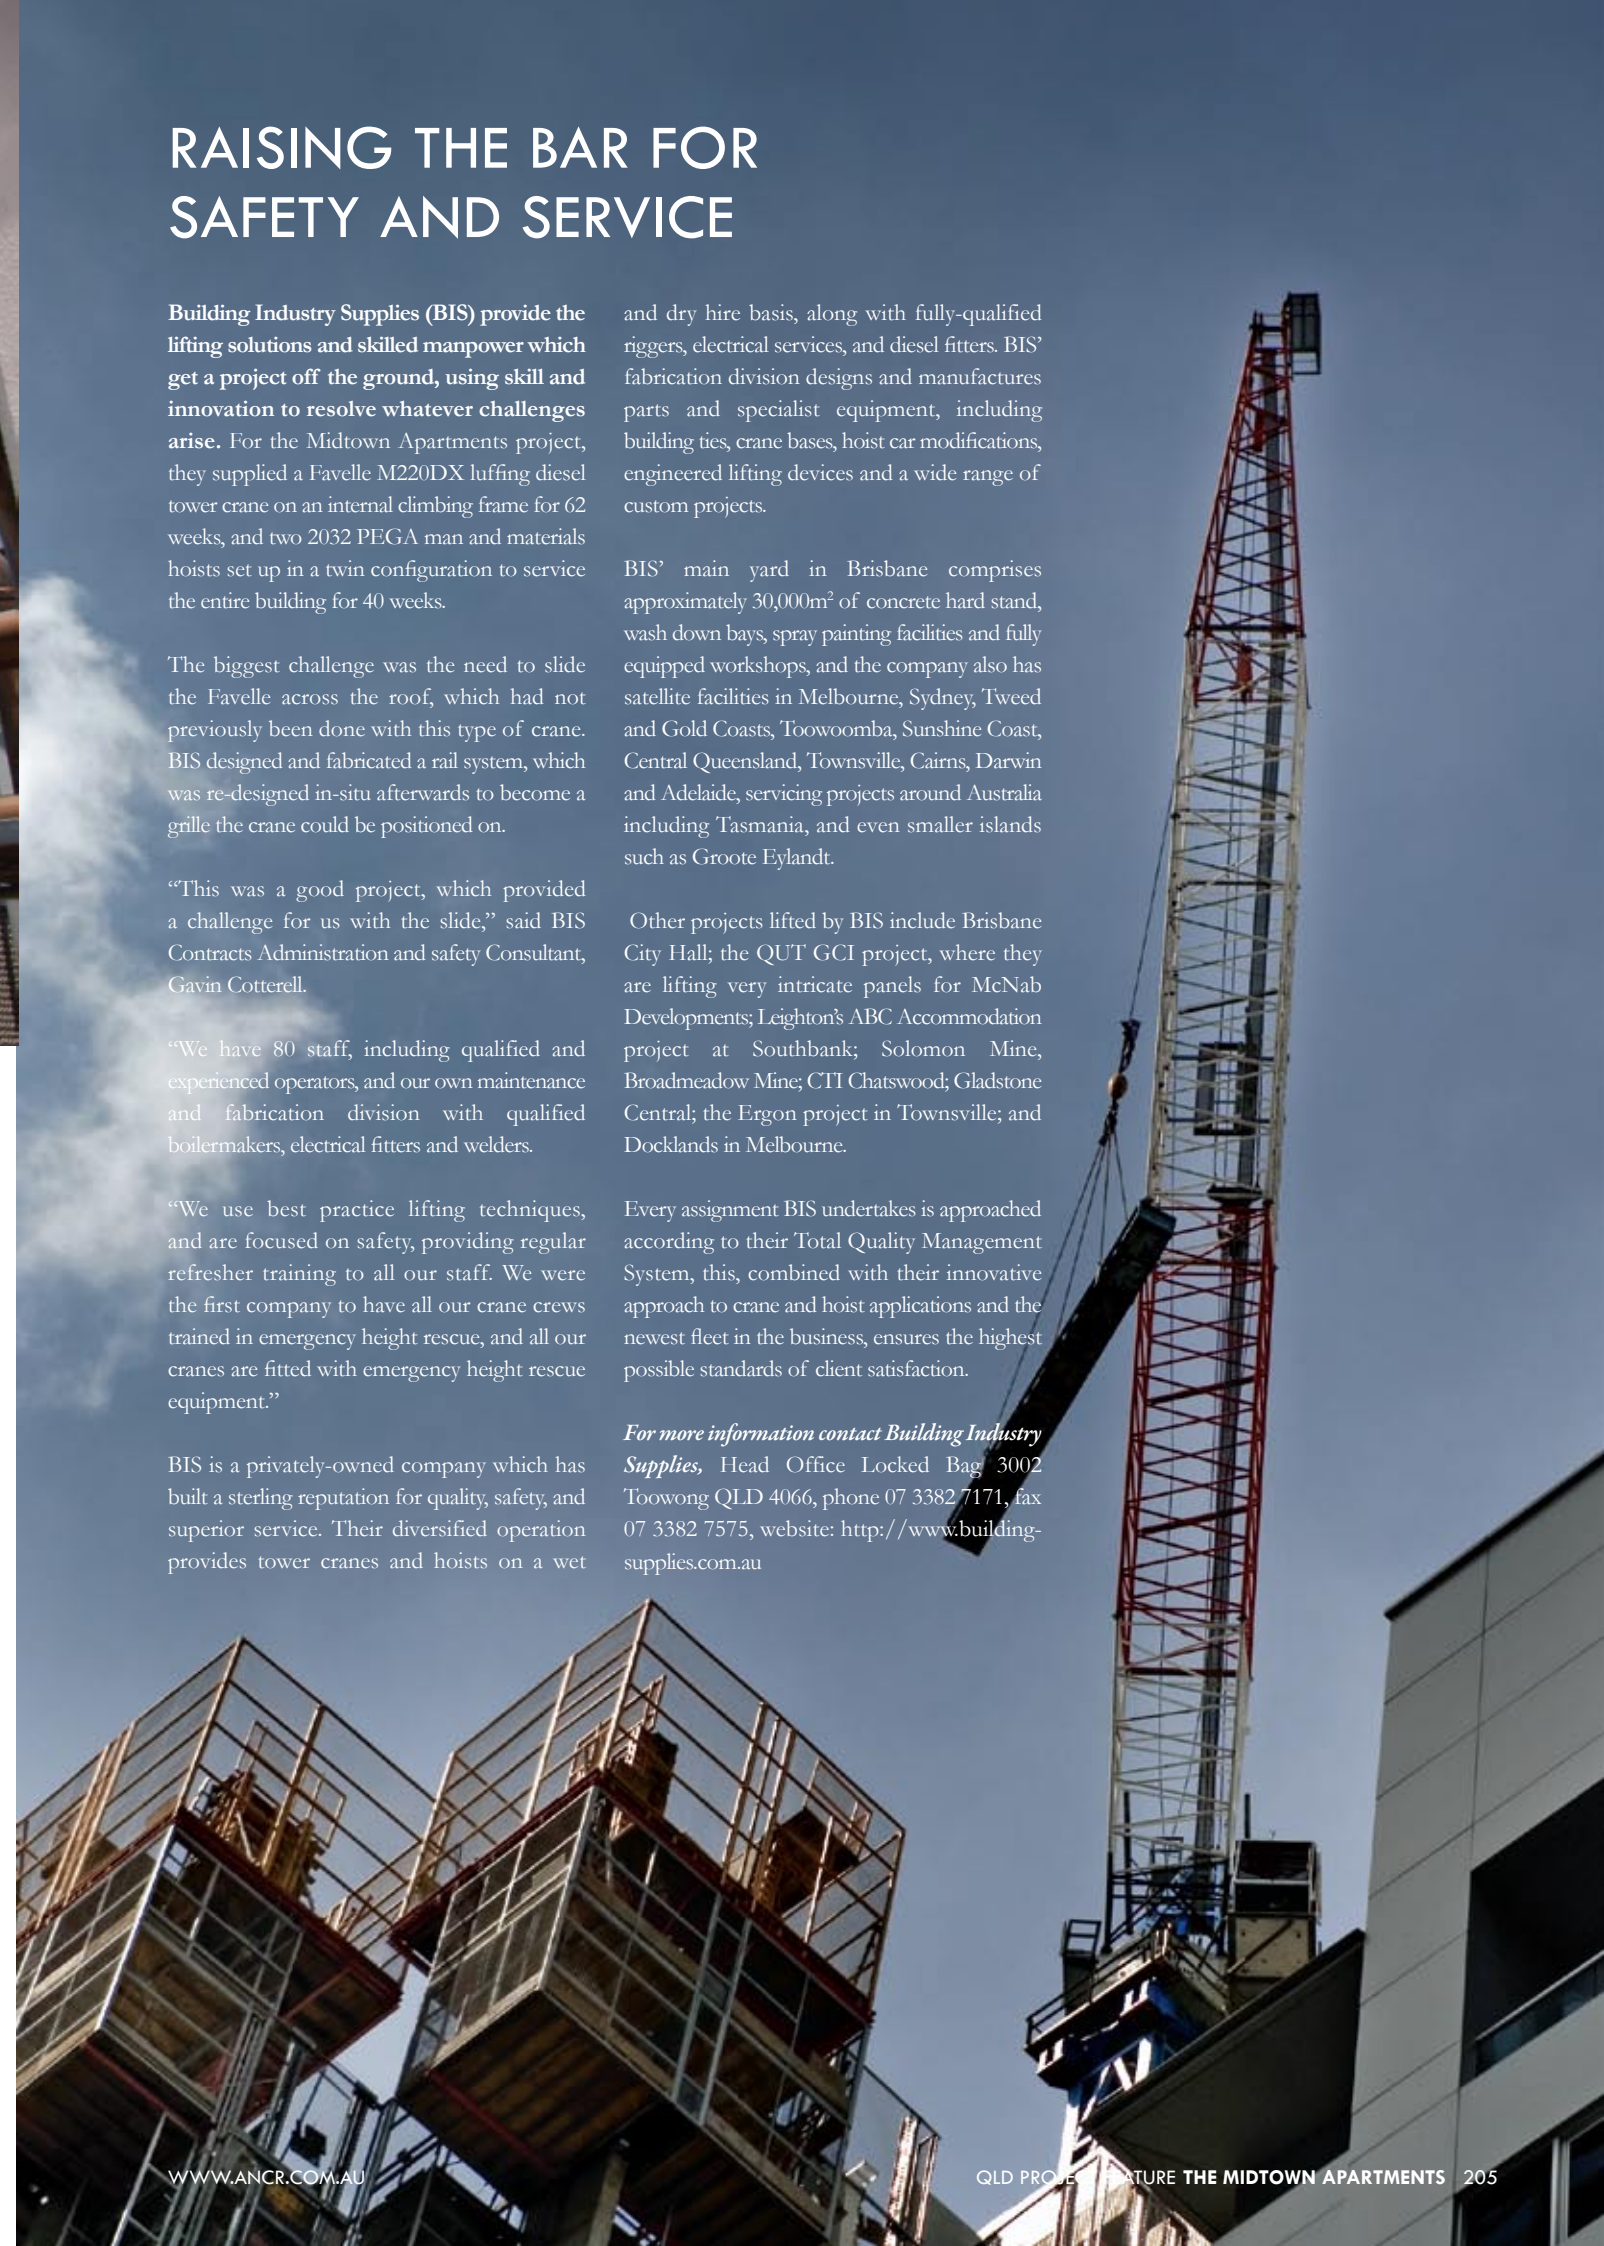 RAISING THE BAR FOR
SAFETY AND SERVICE
Building Industry Supplies (BIS) provide the
lifting solutions and skilled manpower which
get a project off the ground, using skill and
innovation to resolve whatever challenges
arise. For the Midtown Apartments project,
they supplied a Favelle M220DX luffing diesel
tower crane on an internal climbing frame for 62
weeks, and two 2032 PEGA man and materials
hoists set up in a twin configuration to service
the entire building for 40 weeks.
The biggest challenge was the need to slide
the Favelle across the roof, which had not
previously been done with this type of crane.
BIS designed and fabricated a rail system, which
was re-designed in-situ afterwards to become a
grille the crane could be positioned on.
“This was a good project, which provided
a challenge for us with the slide,” said BIS
Contracts Administration and safety Consultant,
Gavin Cotterell.
“We have 80 staff, including qualified and
experienced operators, and our own maintenance
and fabrication division with qualified
boilermakers, electrical fitters and welders.
“We use best practice lifting techniques,
and are focused on safety, providing regular
refresher training to all our staff. We were
the first company to have all our crane crews
trained in emergency height rescue, and all our
cranes are fitted with emergency height rescue
equipment.”
BIS is a privately-owned company which has
built a sterling reputation for quality, safety, and
superior service. Their diversified operation
provides tower cranes and hoists on a wet
and dry hire basis, along with fully-qualified
riggers, electrical services, and diesel fitters. BIS’
fabrication division designs and manufactures
parts and specialist equipment, including
building ties, crane bases, hoist car modifications,
engineered lifting devices and a wide range of
custom projects.
BIS’ main yard in Brisbane comprises
approximately 30,000m² of concrete hard stand,
wash down bays, spray painting facilities and fully
equipped workshops, and the company also has
satellite facilities in Melbourne, Sydney, Tweed
and Gold Coasts, Toowoomba, Sunshine Coast,
Central Queensland, Townsville, Cairns, Darwin
and Adelaide, servicing projects around Australia
including Tasmania, and even smaller islands
such as Groote Eylandt.
Other projects lifted by BIS include Brisbane
City Hall; the QUT GCI project, where they
are lifting very intricate panels for McNab
Developments; Leighton’s ABC Accommodation
project at Southbank; Solomon Mine,
Broadmeadow Mine; CTI Chatswood; Gladstone
Central; the Ergon project in Townsville; and
Docklands in Melbourne.
Every assignment BIS undertakes is approached
according to their Total Quality Management
System, this, combined with their innovative
approach to crane and hoist applications and the
newest fleet in the business, ensures the highest
possible standards of client satisfaction.
For more information contact Building Industry
Supplies, Head Office Locked Bag 3002
Toowong QLD 4066, phone 07 3382 7171, fax
07 3382 7575, website: http://www.building-
supplies.com.au
WWW.ANCR.COM.AU
QLD PROJECT FEATURE THE MIDTOWN APARTMENTS 205